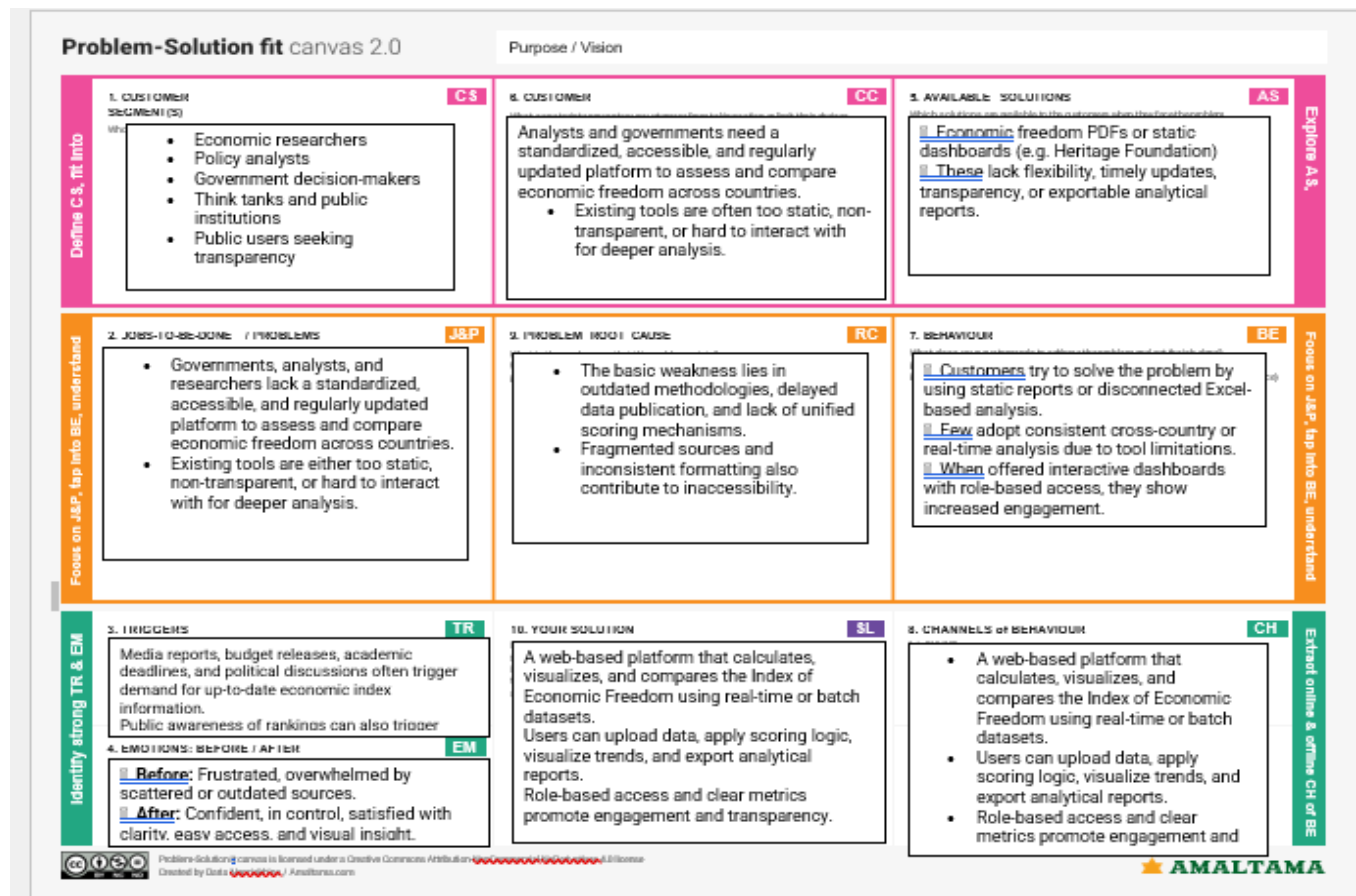 Problem-Solution fit canvas 2.0
Purpose / Vision
Define CS, fit into
1. CUSTOMER
SEGMENT(S)
CS
• Economic researchers
• Policy analysts
• Government decision-makers
• Think tanks and public
institutions
• Public users seeking
transparency
6. CUSTOMER
CC
Analysts and governments need a
standardized, accessible, and regularly
updated platform to assess and compare
economic freedom across countries.
• Existing tools are often too static, non-
transparent, or hard to interact with
for deeper analysis.
5. AVAILABLE SOLUTIONS
AS
Economic freedom PDFs or static
dashboards (e.g. Heritage Foundation)
These lack flexibility, timely updates,
transparency, or exportable analytical
reports.
Explore AS,
Focus on J&P, tap into BE, understand
2. JOBS-TO-BE-DONE / PROBLEMS
J&P
• Governments, analysts, and
researchers lack a standardized,
accessible, and regularly updated
platform to assess and compare
economic freedom across countries.
• Existing tools are either too static,
non-transparent, or hard to interact
with for deeper analysis.
9. PROBLEM ROOT CAUSE
RC
• The basic weakness lies in
outdated methodologies, delayed
data publication, and lack of unified
scoring mechanisms.
• Fragmented sources and
inconsistent formatting also
contribute to inaccessibility.
7. BEHAVIOUR
BE
Customers try to solve the problem by
using static reports or disconnected Excel-
based analysis.
Few adopt consistent cross-country or
real-time analysis due to tool limitations.
When offered interactive dashboards
with role-based access, they show
increased engagement.
Focus on J&P, tap into BE, understand
Identify strong TR & EM
3. TRIGGERS
TR
Media reports, budget releases, academic
deadlines, and political discussions often trigger
demand for up-to-date economic index
information.
Public awareness of rankings can also trigger
4. EMOTIONS: BEFORE / AFTER
EM
Before: Frustrated, overwhelmed by
scattered or outdated sources.
After: Confident, in control, satisfied with
clarity, easy access, and visual insight.
10. YOUR SOLUTION
SL
A web-based platform that calculates,
visualizes, and compares the Index of
Economic Freedom using real-time or batch
datasets.
Users can upload data, apply scoring logic,
visualize trends, and export analytical
reports.
Role-based access and clear metrics
promote engagement and transparency.
8. CHANNELS of BEHAVIOUR
CH
• A web-based platform that
calculates, visualizes, and
compares the Index of Economic
Freedom using real-time or batch
datasets.
• Users can upload data, apply
scoring logic, visualize trends, and
export analytical reports.
• Role-based access and clear
metrics promote engagement and
Extract online & offline CH of BE
Problem-Solution canvas is licensed under a Creative Commons Attribution- license
Created by Daria / Amaltama.com
AMALTAMA